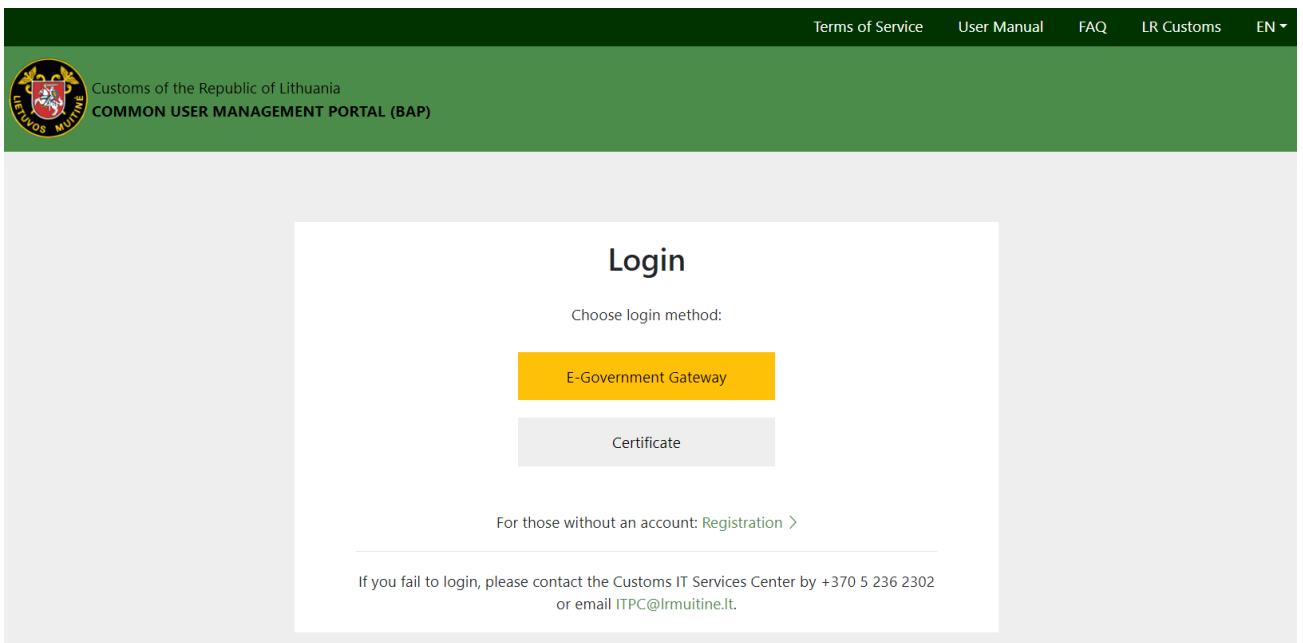 Terms of Service User Manual FAQ LR Customs EN
Customs of the Republic of Lithuania
COMMON USER MANAGEMENT PORTAL (BAP)
LIETUVOS MUITINĖ
Login
Choose login method:
E-Government Gateway
Certificate
For those without an account: Registration
If you fail to login, please contact the Customs IT Services Center by +370 5 236 2302
or email ITPC@lrmuitine.lt.